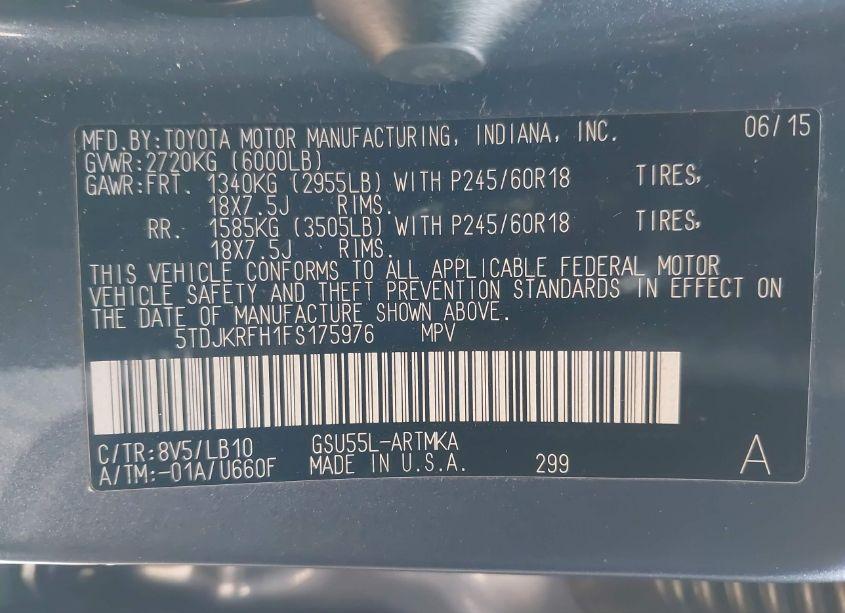 MFD.BY:TOYOTA MOTOR MANUFACTURING, INDIANA, INC. 06/15
GVWR:2720KG (6000LB)
GAWR:FRT. 1340KG (2955LB) WITH P245/60R18 TIRES,
18X7.5J RIMS.
RR. 1585KG (3505LB) WITH P245/60R18 TIRES,
18X7.5J RIMS.
THIS VEHICLE CONFORMS TO ALL APPLICABLE FEDERAL MOTOR
VEHICLE SAFETY AND THEFT PREVENTION STANDARDS IN EFFECT ON
THE DATE OF MANUFACTURE SHOWN ABOVE.
5TDJKRFH1FS175976 MPV
C/TR:8V5/LB10 GSU55L-ARTMKA
A/TM:-01A/U660F MADE IN U.S.A. 299 A